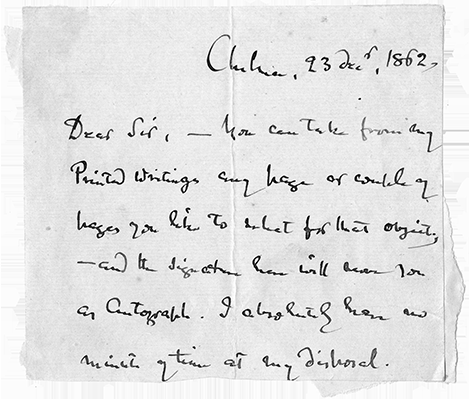 Chelsea, 23 decr, 1862,
Dear Sir, — You can take from my
Printed writings any page or couple of
pages you like to for that object;
—and the signature here will serve you
as Autograph. I absolutely have no
minute of time at my disposal.